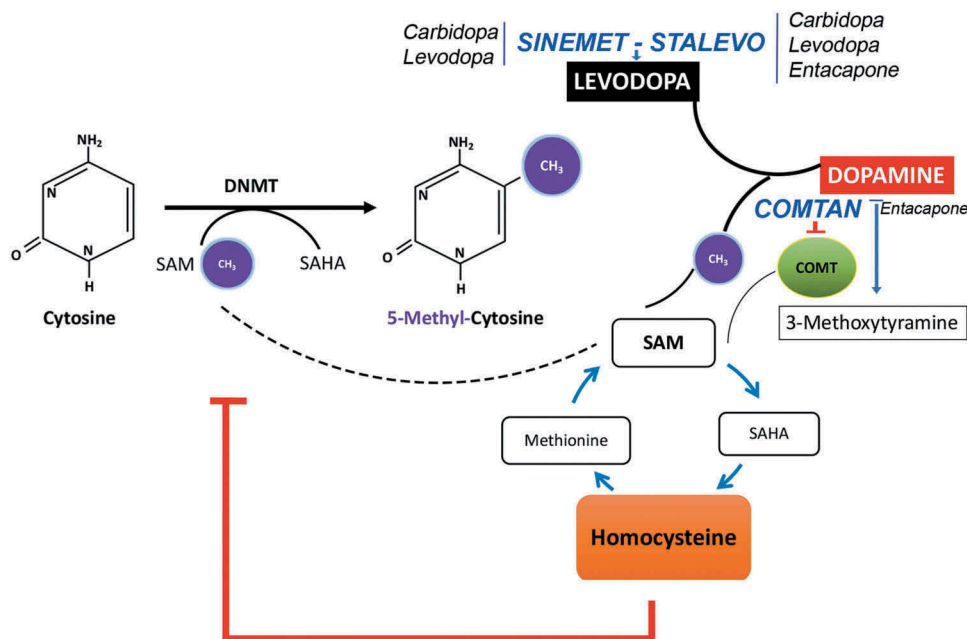 Carbidopa
Levodopa
SINEMET - STALEVO
Carbidopa
Levodopa
Entacapone
LEVODOPA
NH₂
N
O
N
H
Cytosine
DNMT
SAM
CH₃
SAHA
NH₂
CH₃
N
O
N
H
5-Methyl-Cytosine
DOPAMINE
COMTAN
Entacapone
CH₃
COMT
3-Methoxytyramine
SAM
Methionine
SAHA
Homocysteine